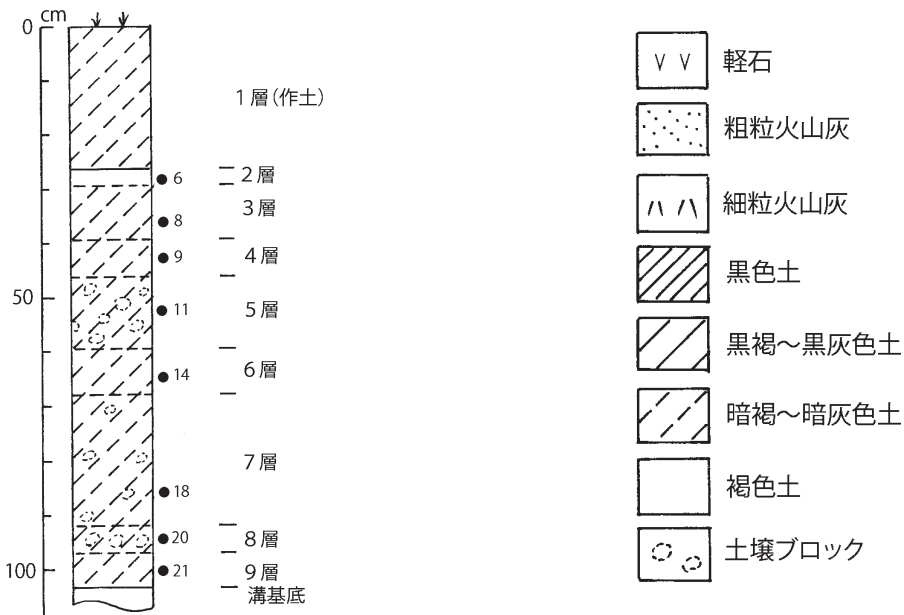 cm
0
50
100
6
8
9
11
14
18
20
21
1層(作土)
2層
3層
4層
5層
6層
7層
8層
9層
溝基底
軽石
粗粒火山灰
細粒火山灰
黒色土
黒褐～黒灰色土
暗褐～暗灰色土
褐色土
土壌ブロック